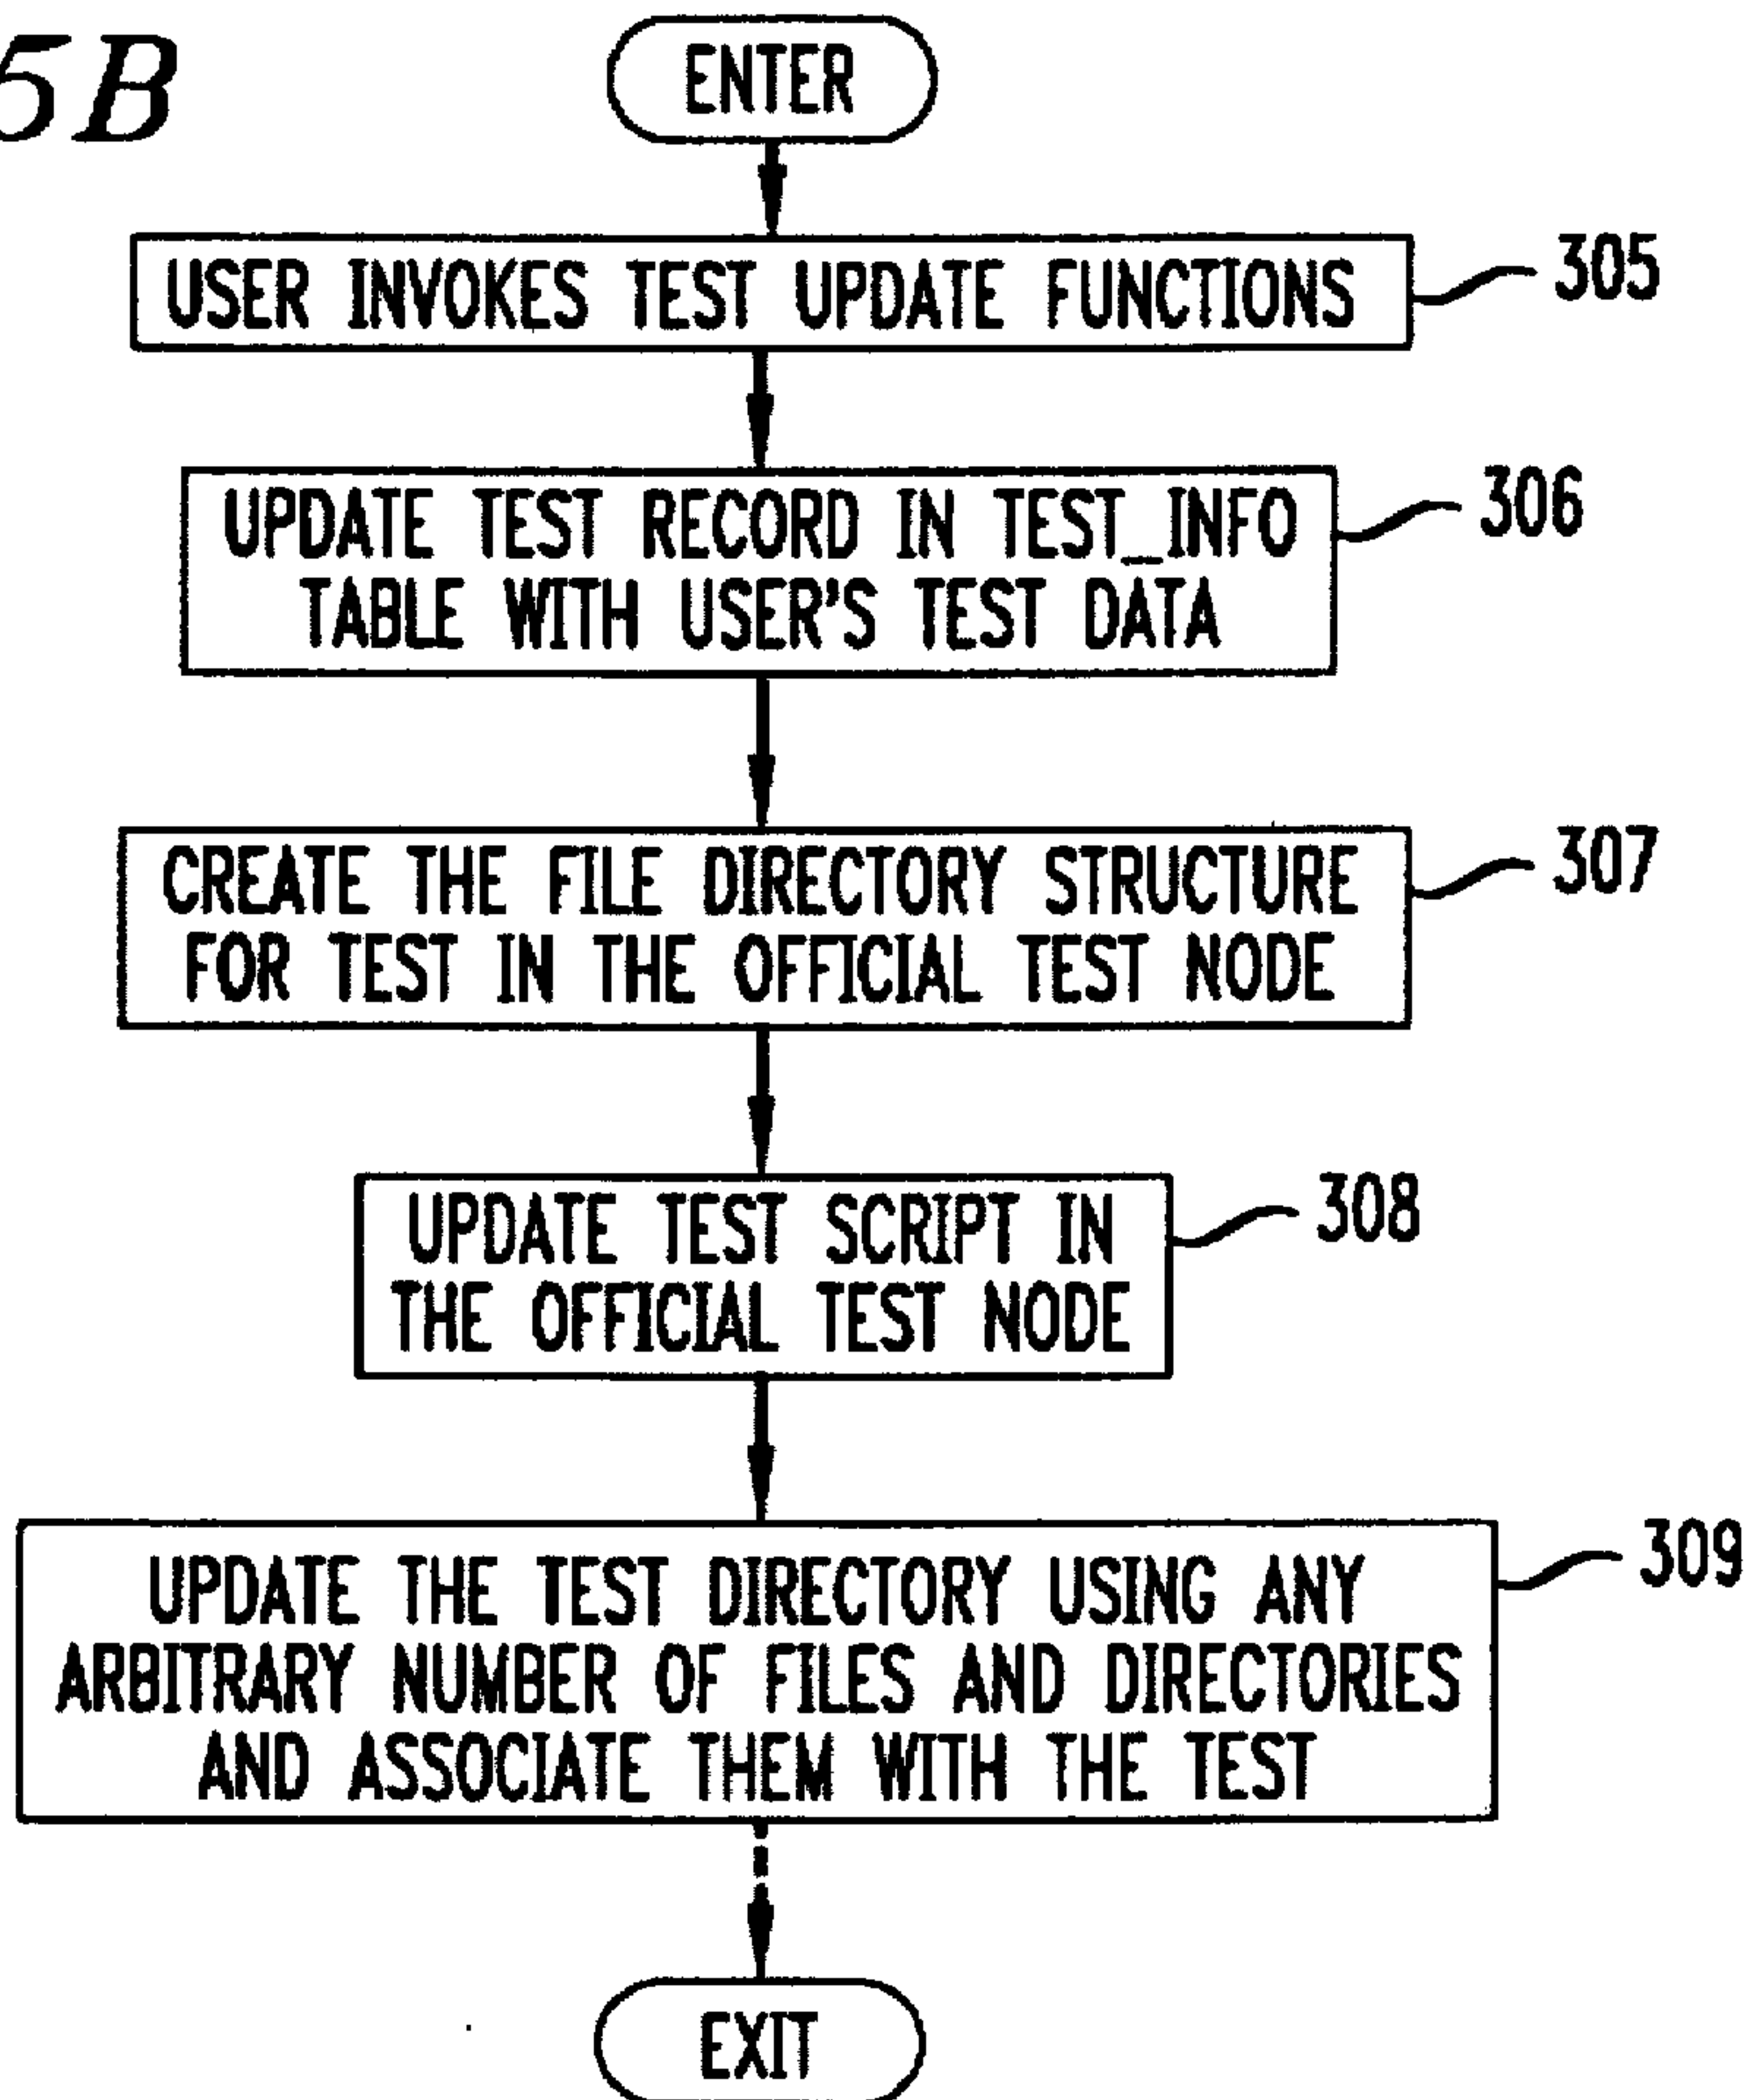 5B
ENTER
USER INVOKES TEST UPDATE FUNCTIONS
305
UPDATE TEST RECORD IN TEST_INFO
TABLE WITH USER'S TEST DATA
306
CREATE THE FILE DIRECTORY STRUCTURE
FOR TEST IN THE OFFICIAL TEST NODE
307
UPDATE TEST SCRIPT IN
THE OFFICIAL TEST NODE
308
UPDATE THE TEST DIRECTORY USING ANY
ARBITRARY NUMBER OF FILES AND DIRECTORIES
AND ASSOCIATE THEM WITH THE TEST
309
EXIT